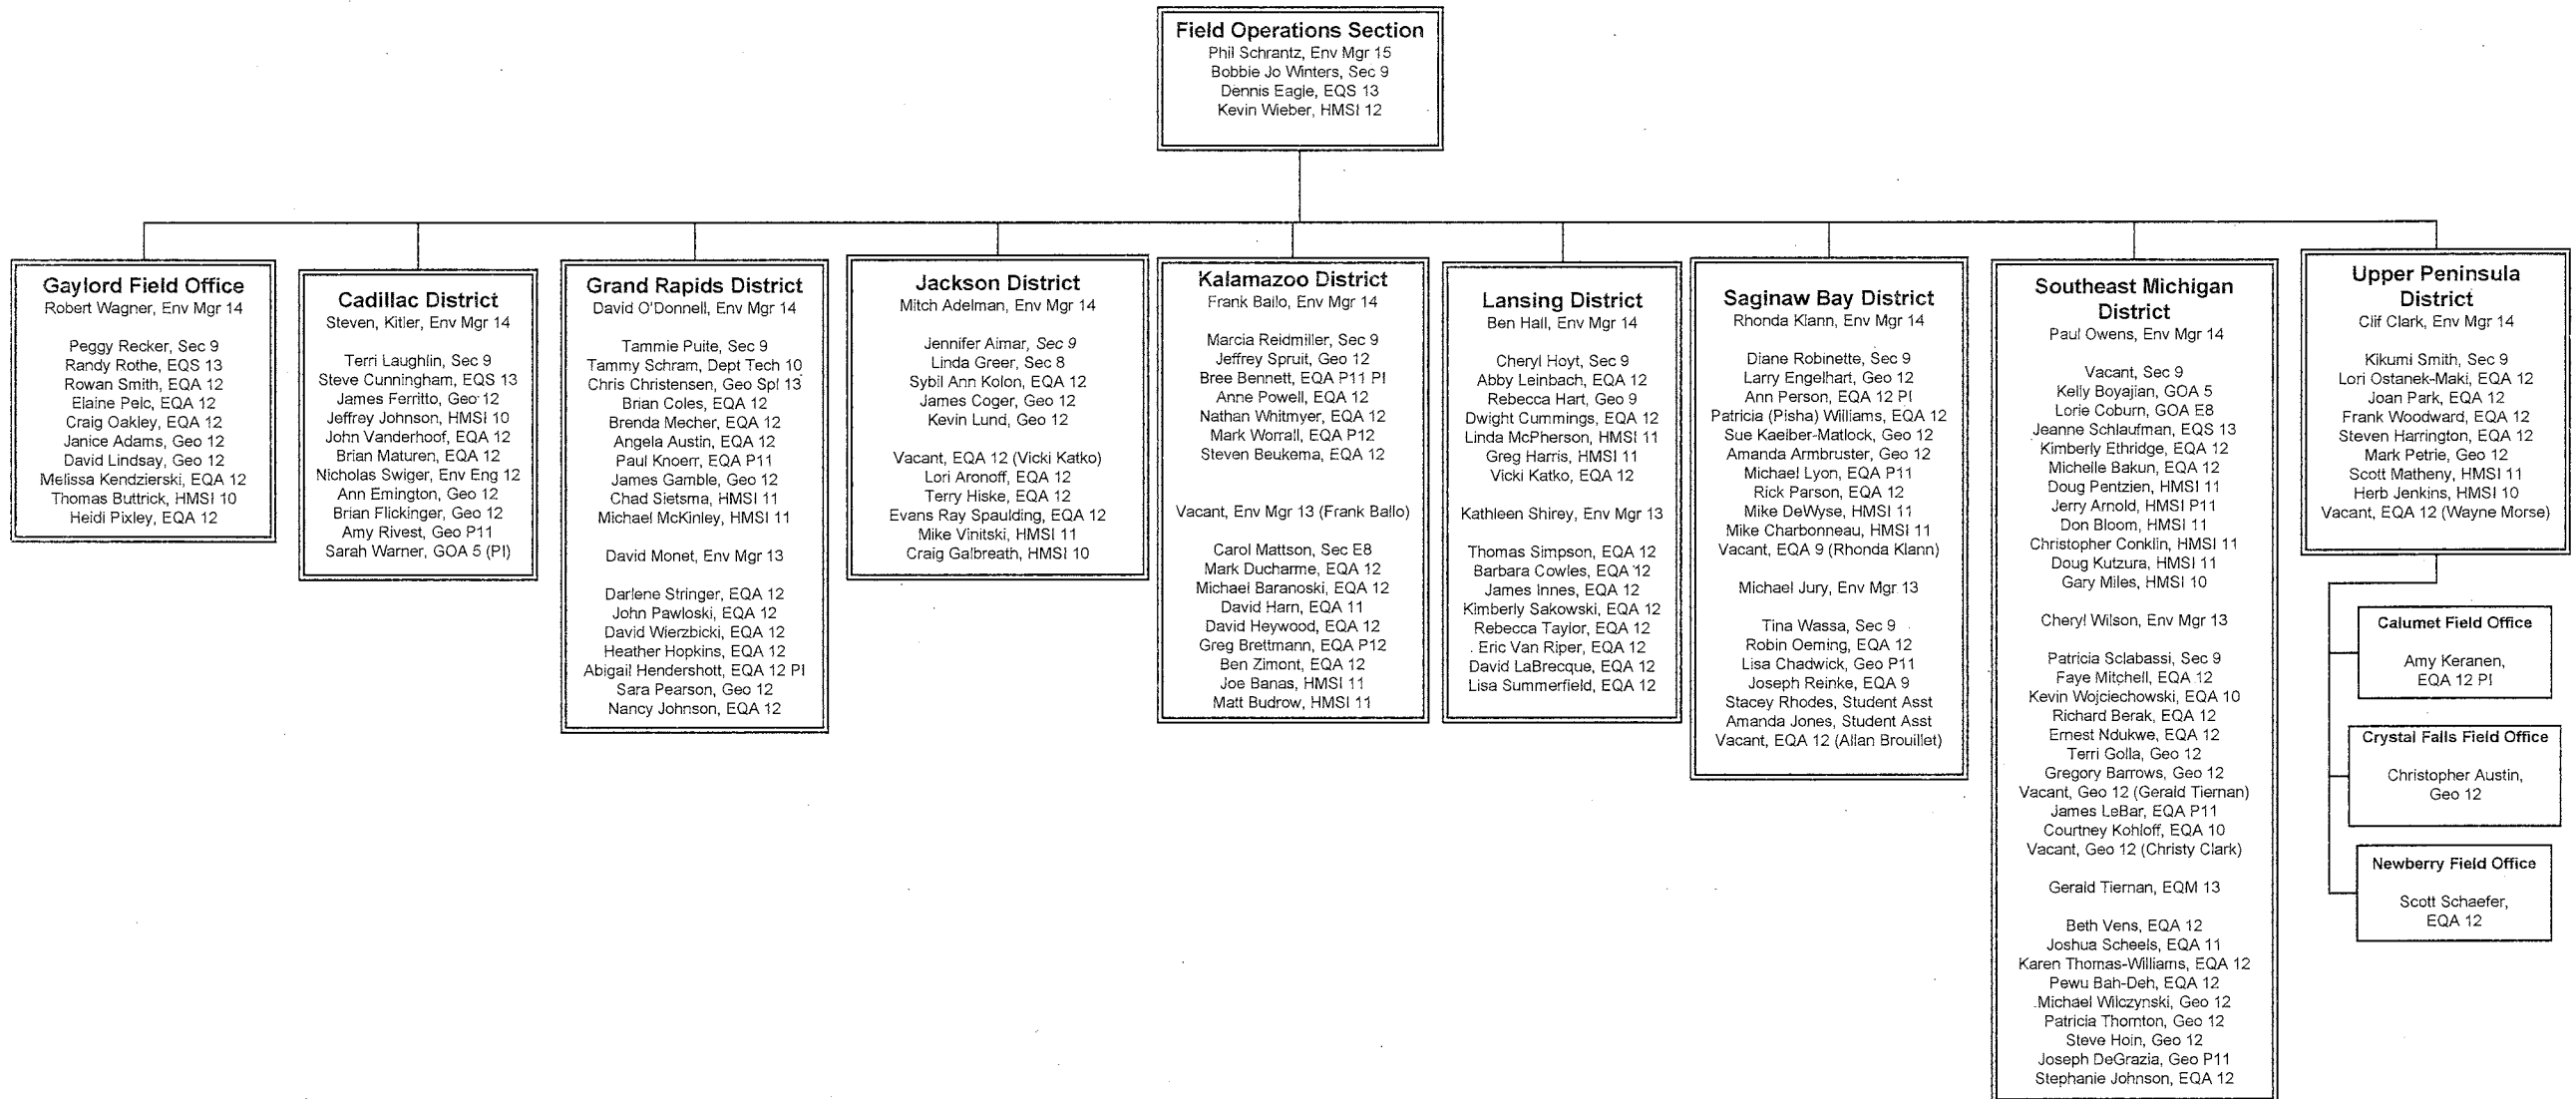 Field Operations Section
Phil Schrantz, Env Mgr 15
Bobbie Jo Winters, Sec 9
Dennis Eagle, EQS 13
Kevin Wieber, HMSI 12
Gaylord Field Office
Robert Wagner, Env Mgr 14
Peggy Recker, Sec 9
Randy Rothe, EQS 13
Rowan Smith, EQA 12
Elaine Pelc, EQA 12
Craig Oakley, EQA 12
Janice Adams, Geo 12
David Lindsay, Geo 12
Melissa Kendzierski, EQA 12
Thomas Buttrick, HMSI 10
Heidi Pixley, EQA 12
Cadillac District
Steven, Kitler, Env Mgr 14
Terri Laughlin, Sec 9
Steve Cunningham, EQS 13
James Ferritto, Geo 12
Jeffrey Johnson, HMSI 10
John Vanderhoof, EQA 12
Brian Maturen, EQA 12
Nicholas Swiger, Env Eng 12
Ann Emington, Geo 12
Brian Flickinger, Geo 12
Amy Rivest, Geo P11
Sarah Warner, GOA 5 (PI)
Grand Rapids District
David O'Donnell, Env Mgr 14
Tammie Puite, Sec 9
Tammy Schram, Dept Tech 10
Chris Christensen, Geo Spl 13
Brian Coles, EQA 12
Brenda Mecher, EQA 12
Angela Austin, EQA 12
Paul Knoerr, EQA P11
James Gamble, Geo 12
Chad Sietsma, HMSI 11
Michael McKinley, HMSI 11
David Monet, Env Mgr 13
Darlene Stringer, EQA 12
John Pawloski, EQA 12
David Wierzbicki, EQA 12
Heather Hopkins, EQA 12
Abigail Hendershott, EQA 12 PI
Sara Pearson, Geo 12
Nancy Johnson, EQA 12
Jackson District
Mitch Adelman, Env Mgr 14
Jennifer Aimar, Sec 9
Linda Greer, Sec 8
Sybil Ann Kolon, EQA 12
James Coger, Geo 12
Kevin Lund, Geo 12
Vacant, EQA 12 (Vicki Katko)
Lori Aronoff, EQA 12
Terry Hiske, EQA 12
Evans Ray Spaulding, EQA 12
Mike Vinitski, HMSI 11
Craig Galbreath, HMSI 10
Kalamazoo District
Frank Ballo, Env Mgr 14
Marcia Reidmiller, Sec 9
Jeffrey Spruit, Geo 12
Bree Bennett, EQA P11 PI
Anne Powell, EQA 12
Nathan Whitmyer, EQA 12
Mark Worrall, EQA P12
Steven Beukema, EQA 12
Vacant, Env Mgr 13 (Frank Ballo)
Carol Mattson, Sec E8
Mark Ducharme, EQA 12
Michael Baranoski, EQA 12
David Harn, EQA 11
David Heywood, EQA 12
Greg Brettmann, EQA P12
Ben Zimont, EQA 12
Joe Banas, HMSI 11
Matt Budrow, HMSI 11
Lansing District
Ben Hall, Env Mgr 14
Cheryl Hoyt, Sec 9
Abby Leinbach, EQA 12
Rebecca Hart, Geo 9
Dwight Cummings, EQA 12
Linda McPherson, HMSI 11
Greg Harris, HMSI 11
Vicki Katko, EQA 12
Kathleen Shirey, Env Mgr 13
Thomas Simpson, EQA 12
Barbara Cowles, EQA 12
James Innes, EQA 12
Kimberly Sakowski, EQA 12
Rebecca Taylor, EQA 12
Eric Van Riper, EQA 12
David LaBrecque, EQA 12
Lisa Summerfield, EQA 12
Saginaw Bay District
Rhonda Klann, Env Mgr 14
Diane Robinette, Sec 9
Larry Engelhart, Geo 12
Ann Person, EQA 12 PI
Patricia (Pisha) Williams, EQA 12
Sue Kaelber-Matlock, Geo 12
Amanda Armbruster, Geo 12
Michael Lyon, EQA P11
Rick Parson, EQA 12
Mike DeWyse, HMSI 11
Mike Charbonneau, HMSI 11
Vacant, EQA 9 (Rhonda Klann)
Michael Jury, Env Mgr 13
Tina Wassa, Sec 9
Robin Oeming, EQA 12
Lisa Chadwick, Geo P11
Joseph Reinke, EQA 9
Stacey Rhodes, Student Asst
Amanda Jones, Student Asst
Vacant, EQA 12 (Allan Brouillet)
Southeast Michigan
District
Paul Owens, Env Mgr 14
Vacant, Sec 9
Kelly Boyajian, GOA 5
Lorie Coburn, GOA E8
Jeanne Schlaufman, EQS 13
Kimberly Ethridge, EQA 12
Michelle Bakun, EQA 12
Doug Pentzien, HMSI 11
Jerry Arnold, HMSI P11
Don Bloom, HMSI 11
Christopher Conklin, HMSI 11
Doug Kutzura, HMSI 11
Gary Miles, HMSI 10
Cheryl Wilson, Env Mgr 13
Patricia Sclabassi, Sec 9
Faye Mitchell, EQA 12
Kevin Wojciechowski, EQA 10
Richard Berak, EQA 12
Ernest Ndukwe, EQA 12
Terri Golla, Geo 12
Gregory Barrows, Geo 12
Vacant, Geo 12 (Gerald Tiernan)
James LeBar, EQA P11
Courtney Kohloff, EQA 10
Vacant, Geo 12 (Christy Clark)
Gerald Tiernan, EQM 13
Beth Vens, EQA 12
Joshua Scheels, EQA 11
Karen Thomas-Williams, EQA 12
Pewu Bah-Deh, EQA 12
Michael Wilczynski, Geo 12
Patricia Thornton, Geo 12
Steve Hoin, Geo 12
Joseph DeGrazia, Geo P11
Stephanie Johnson, EQA 12
Upper Peninsula
District
Clif Clark, Env Mgr 14
Kikumi Smith, Sec 9
Lori Ostanek-Maki, EQA 12
Joan Park, EQA 12
Frank Woodward, EQA 12
Steven Harrington, EQA 12
Mark Petrie, Geo 12
Scott Matheny, HMSI 11
Herb Jenkins, HMSI 10
Vacant, EQA 12 (Wayne Morse)
Calumet Field Office
Amy Keranen,
EQA 12 PI
Crystal Falls Field Office
Christopher Austin,
Geo 12
Newberry Field Office
Scott Schaefer,
EQA 12